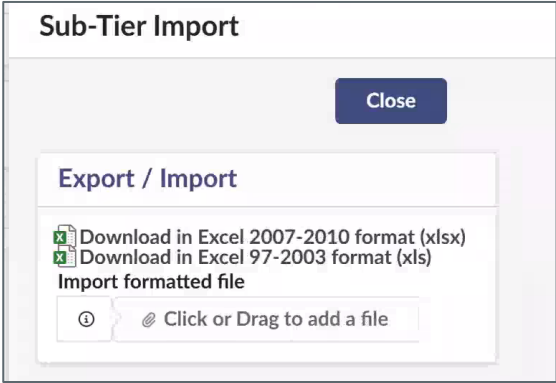 Sub-Tier Import
Close
Export / Import
Download in Excel 2007-2010 format (xlsx)
Download in Excel 97-2003 format (xls)
Import formatted file
Click or Drag to add a file